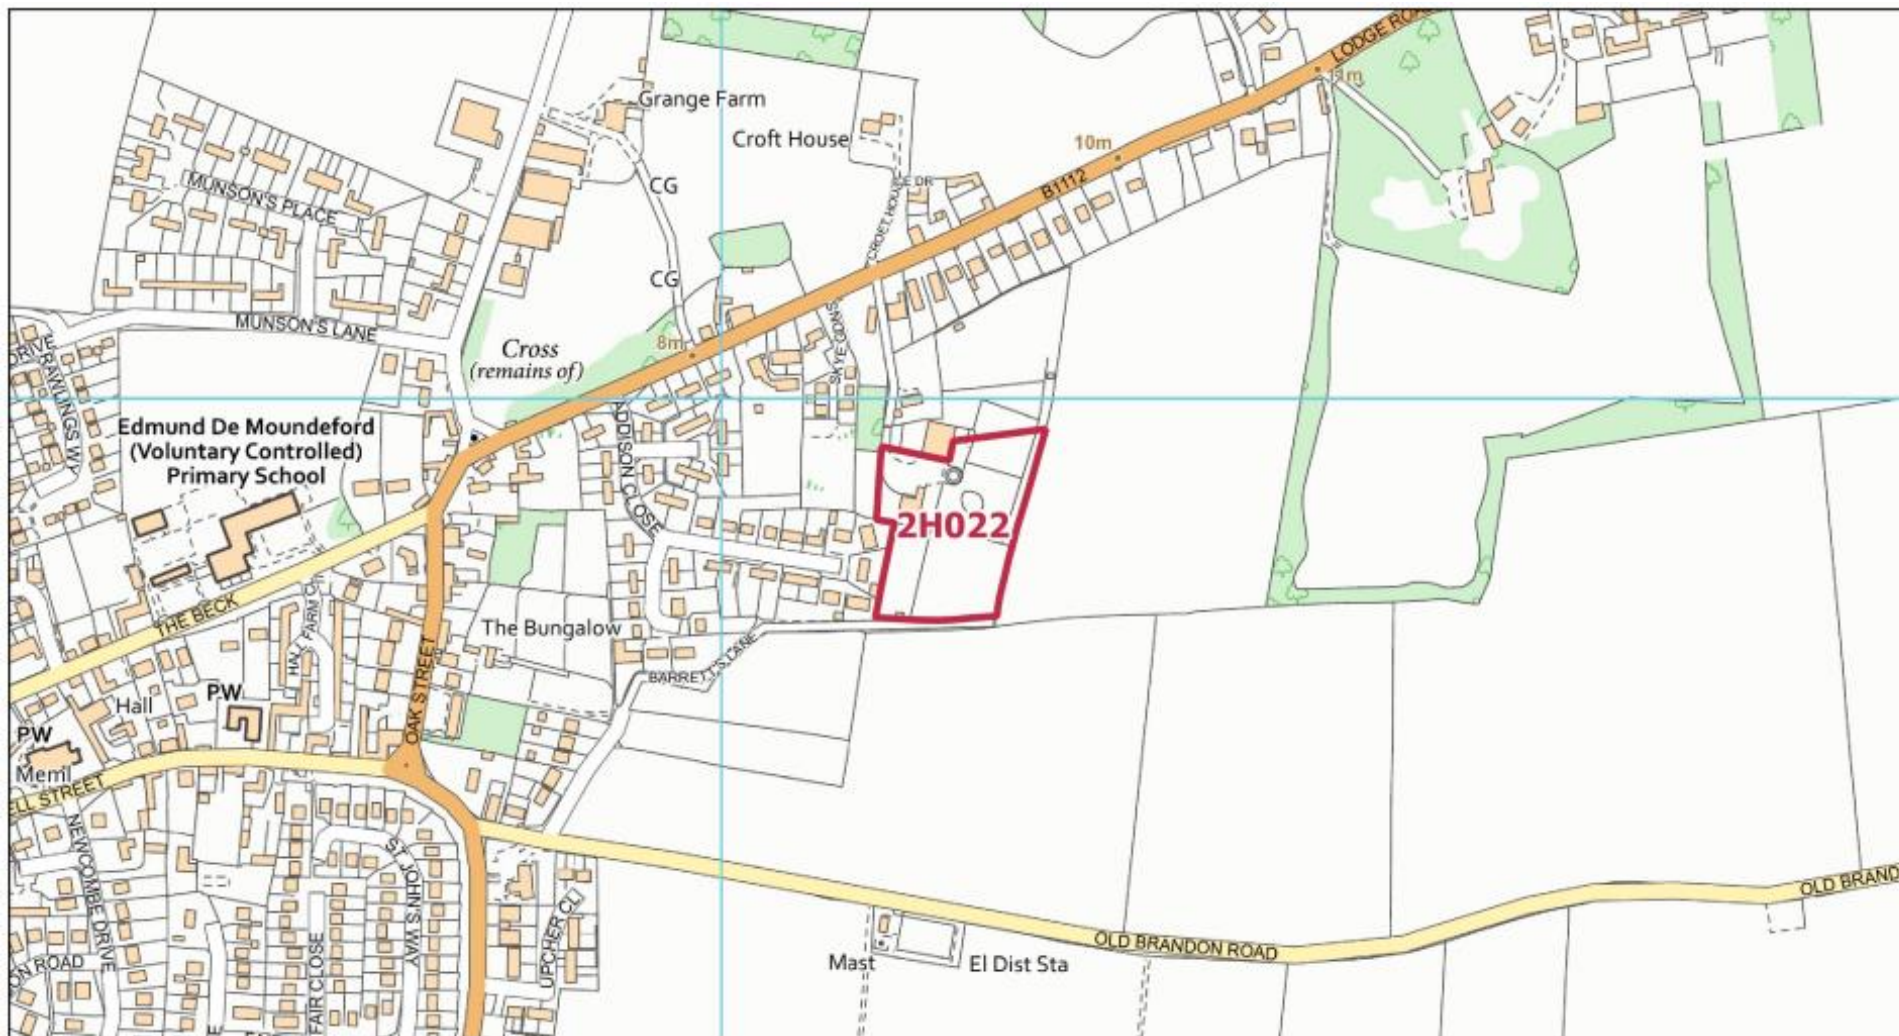 LODGE ROAD
11m
Grange Farm
Croft House
10m
B1112
CG
MUNSON'S PLACE
CROFT HOUSE DR
CG
MUNSON'S LANE
SKYE GDNS
Cross
(remains of)
8m
DRIVE
RAWLINGS WY
Edmund De Moundeford
(Voluntary Controlled)
Primary School
ADDISON CLOSE
2H022
THE BECK
HALL FARM
The Bungalow
BARRETT'S LANE
OAK STREET
PW
Hall
PW
Meml
ELL STREET
NEWCOMBE DRIVE
ST JOHN'S WAY
FAIR CLOSE
UPCHER CL
ON ROAD
OLD BRAND
OLD BRANDON ROAD
Mast
El Dist Sta